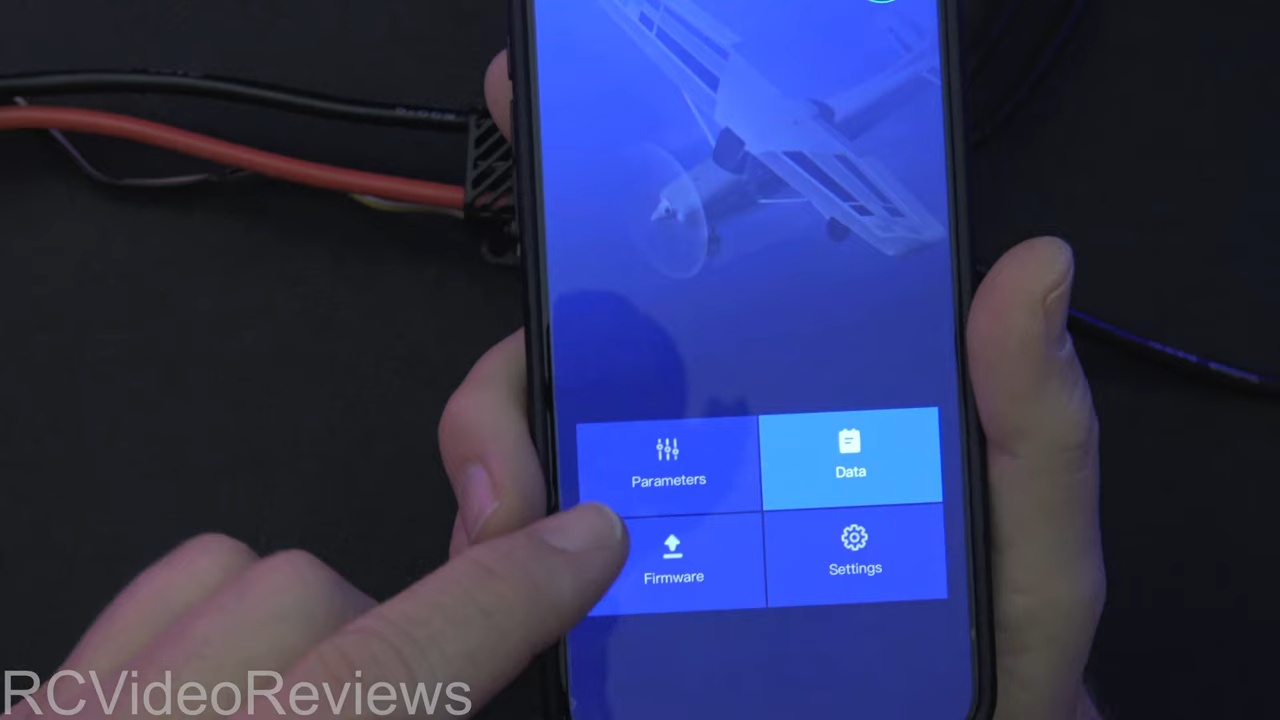 Parameters
Data
Firmware
Settings
RCVideoReviews